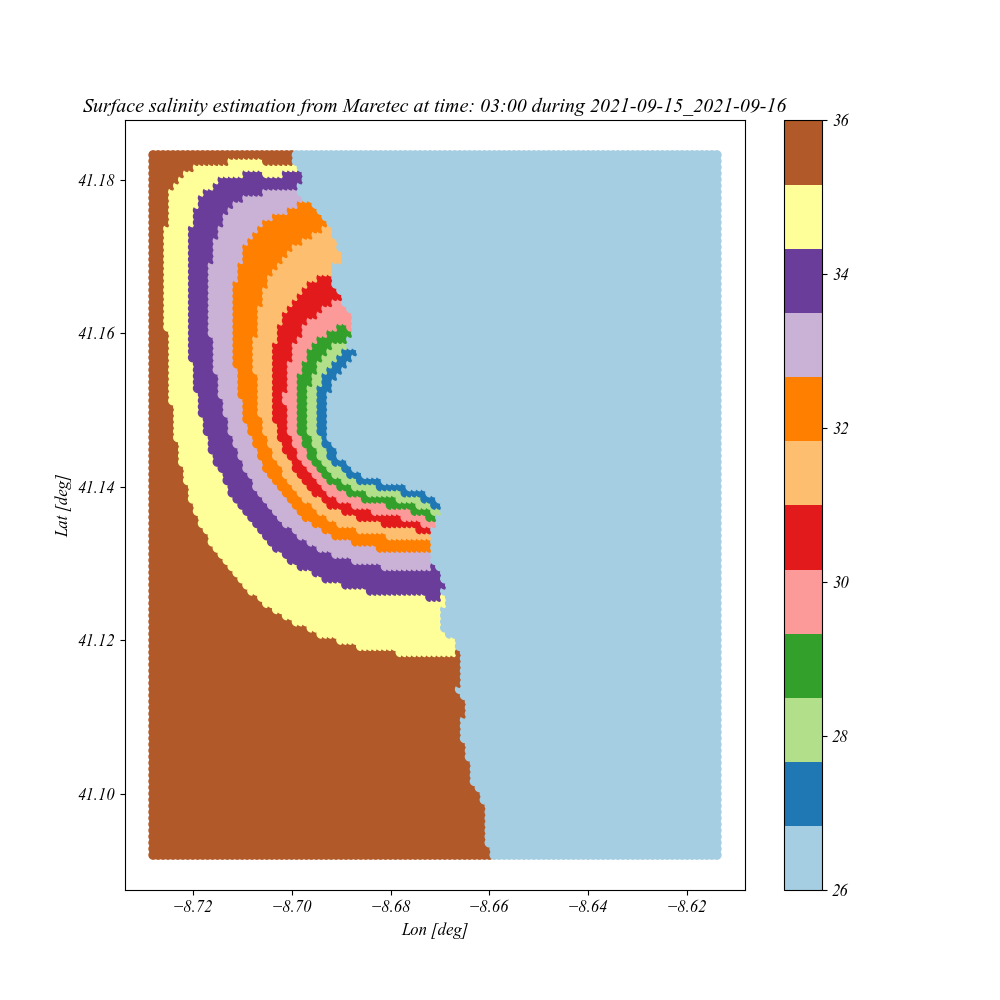 Surface salinity estimation from Maretec at time: 03:00 during 2021-09-15_2021-09-16
36
41.18
34
41.16
32
Lat [deg]
41.14
30
41.12
28
41.10
26
−8.72 −8.70 −8.68 −8.66 −8.64 −8.62
Lon [deg]